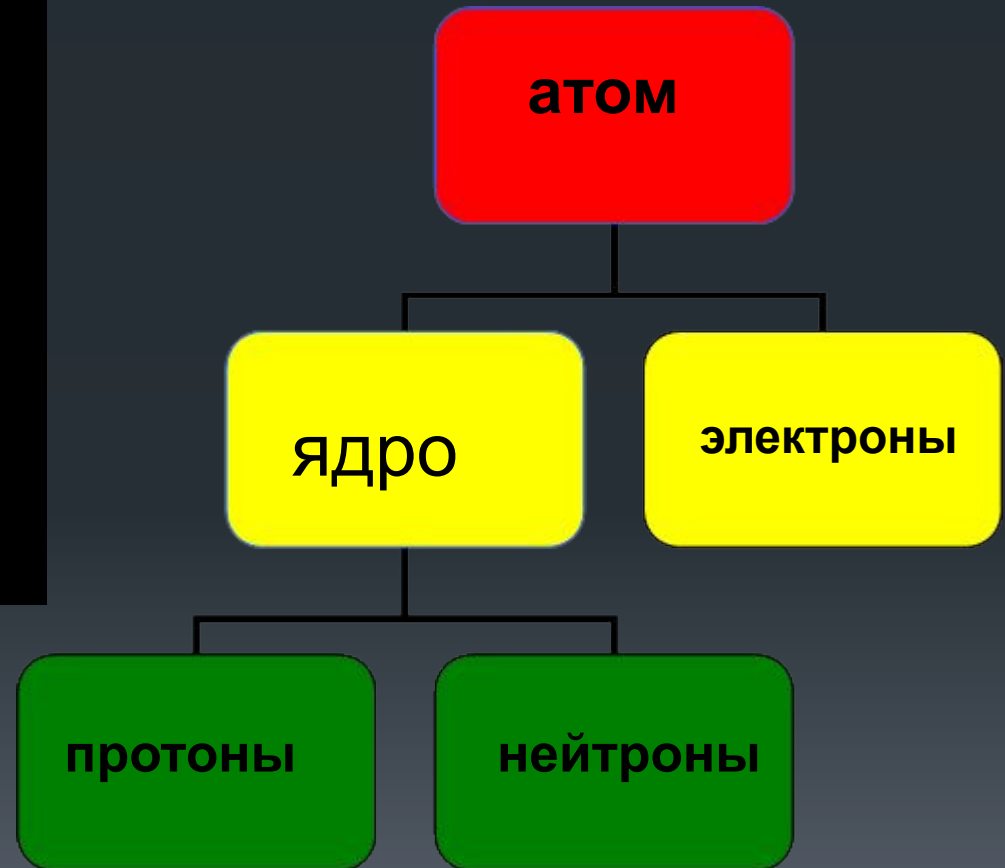 атом
ядро
электроны
протоны
нейтроны